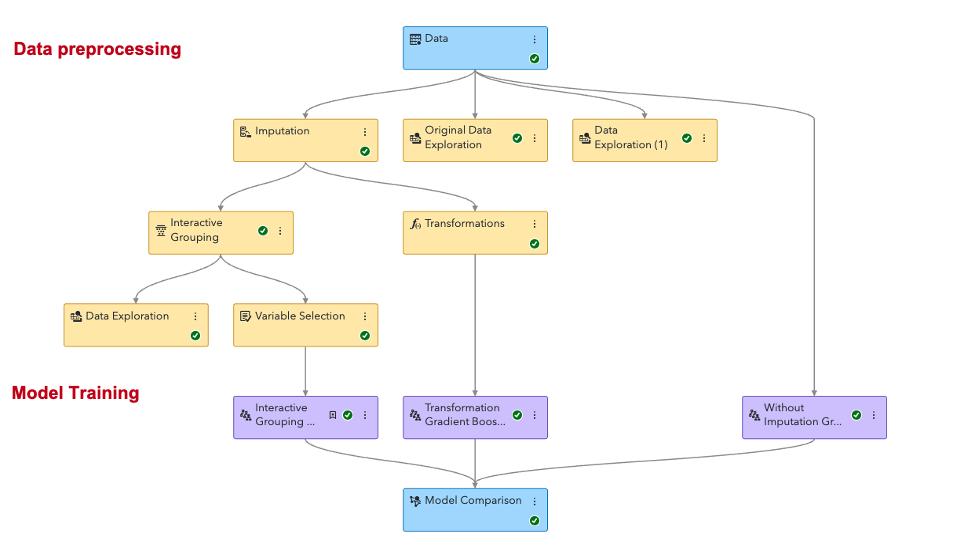 Data preprocessing
Data
Imputation
Original Data
Exploration
Data
Exploration (1)
Interactive
Grouping
Transformations
Data Exploration
Variable Selection
Model Training
Interactive
Grouping ...
Transformation
Gradient Boos...
Without
Imputation Gr...
Model Comparison